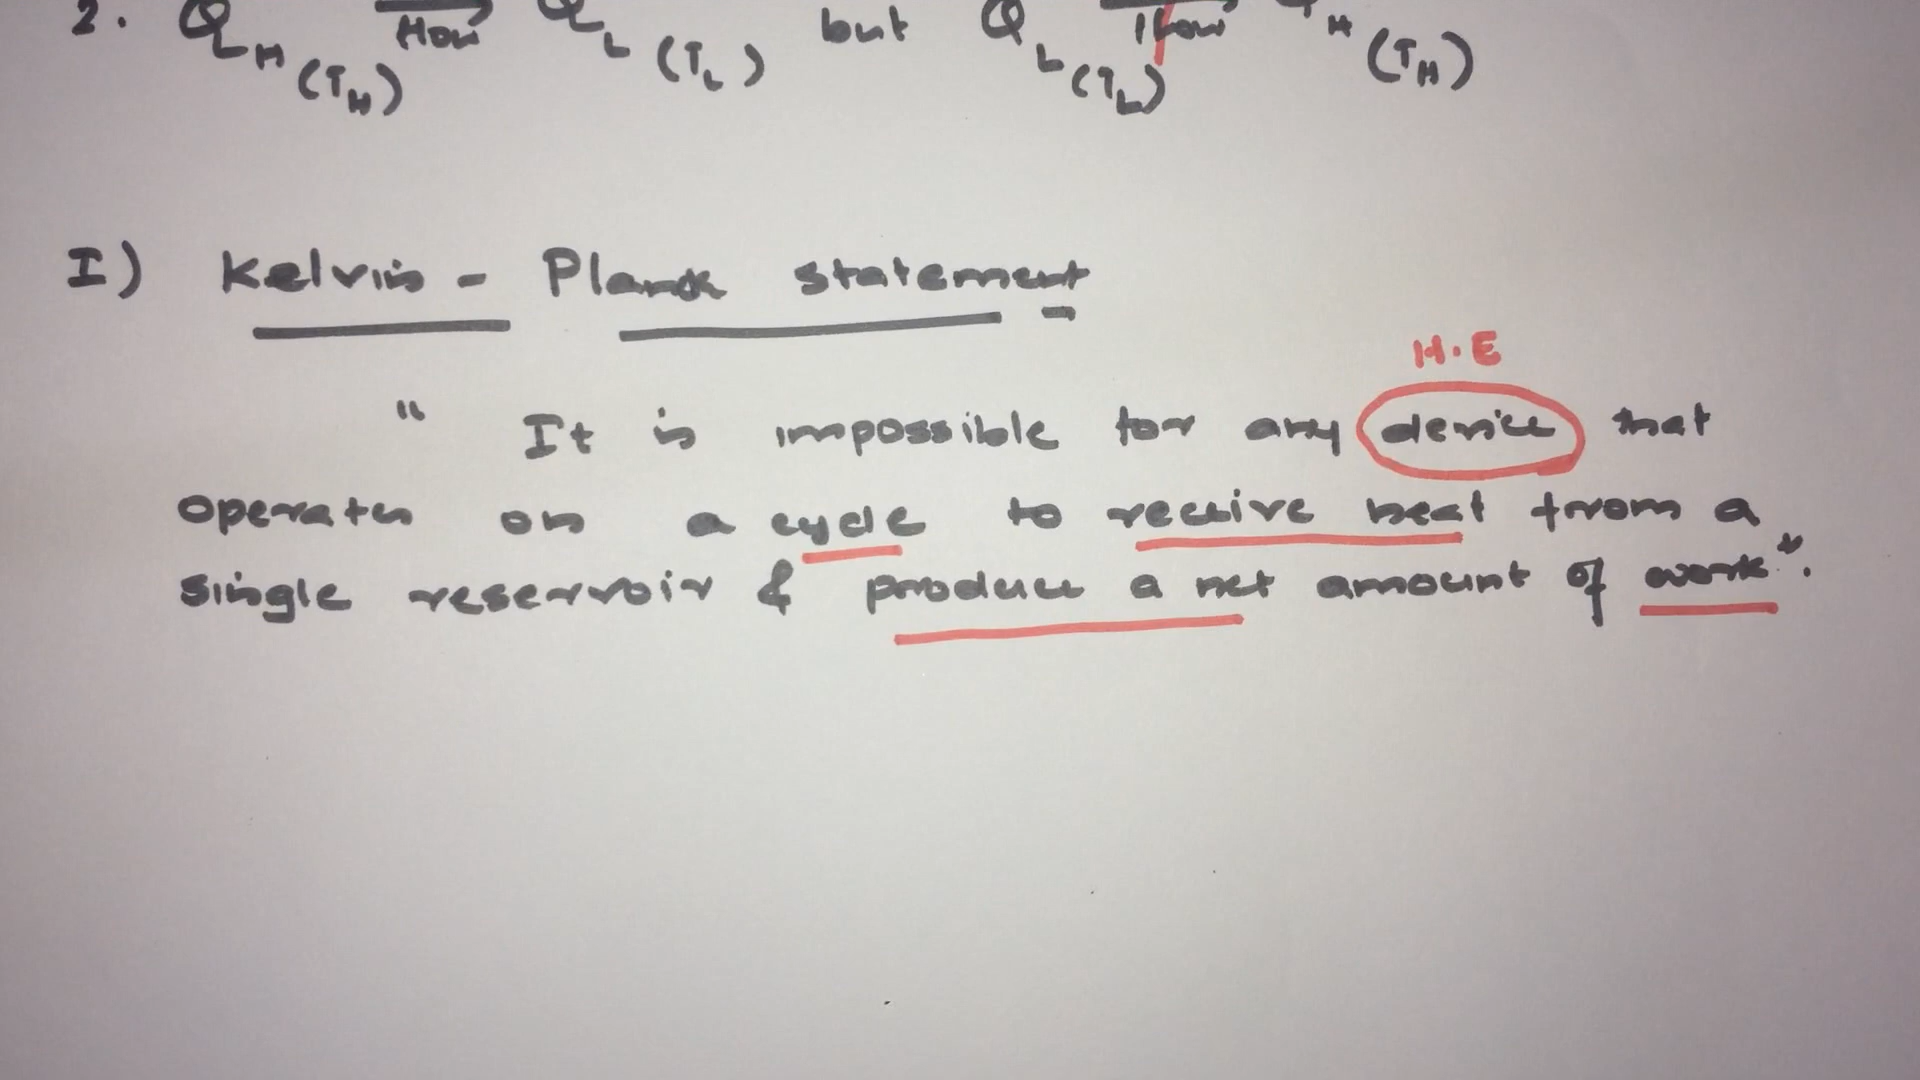 2. Q_H (T_H) flow Q_L (T_L) but Q_L (T_L) flow Q_H (T_H)
I) Kelvin - Planck statement
H.E
" It is impossible for any device that
operates on a cycle to receive heat from a
single reservoir & produce a net amount of work".